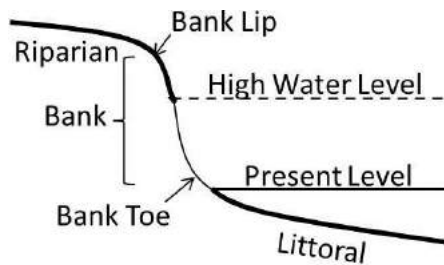 Bank Lip
Riparian
High Water Level
Bank
Present Level
Bank Toe
Littoral